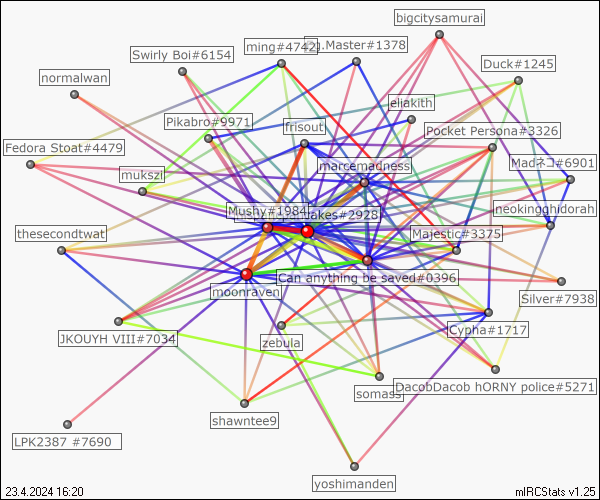 bigcitysamurai
Swirly Boi#6154
ming#4742
.Master#1378
Duck#1245
normalwan
eliakith
Pikabro#9971
frisout
Pocket Persona#3326
Fedora Stoat#4479
mukszi
marcemadness
Madネコ#6901
Mushy#1984
akes#2928
neokingghidorah
thesecondtwat
Majestic#3375
Can anything be saved#0396
moonraven
Silver#7938
JKOUYH VIII#7034
zebula
Cypha#1717
somass
DacobDacob hORNY police#5271
shawntee9
LPK2387 #7690
yoshimanden
23.4.2024 16:20
mIRCStats v1.25